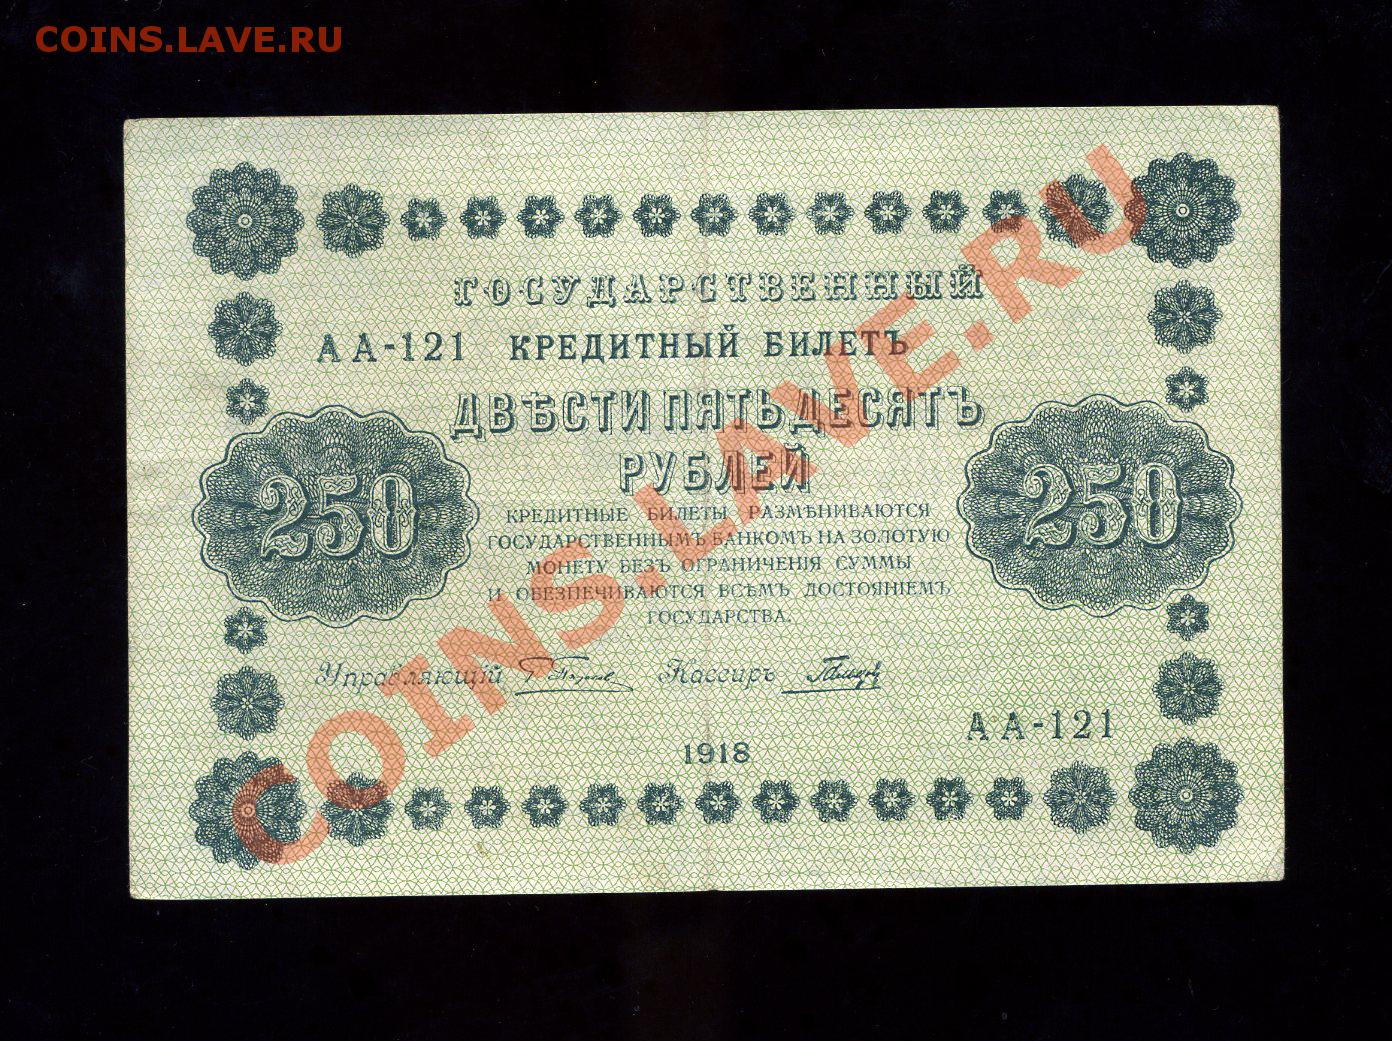 COINS.LAVE.RU
ГОСУДАРСТВЕННЫЙ
АА-121 КРЕДИТНЫЙ БИЛЕТЪ
ДВѢСТИ ПЯТЬДЕСЯТЪ
РУБЛЕЙ
250 250
КРЕДИТНЫЕ БИЛЕТЫ РАЗМѢНИВАЮТСЯ
ГОСУДАРСТВЕННЫМЪ БАНКОМЪ НА ЗОЛОТУЮ
МОНЕТУ БЕЗЪ ОГРАНИЧЕНІЯ СУММЫ
И ОБЕЗПЕЧИВАЮТСЯ ВСѢМЪ ДОСТОЯНІЕМЪ
ГОСУДАРСТВА.
Управляющій Кассиръ
АА-121
1918
COINS.LAVE.RU